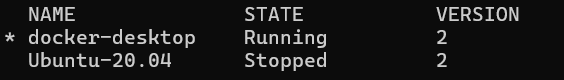 NAME STATE VERSION
* docker-desktop Running 2
Ubuntu-20.04 Stopped 2